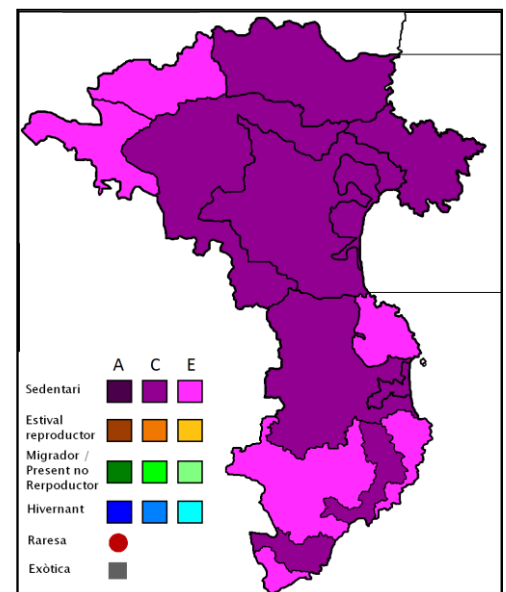 A C E
Sedentari
Estival
reproductor
Migrador /
Present no
Rerpoductor
Hivernant
Raresa
Exòtica